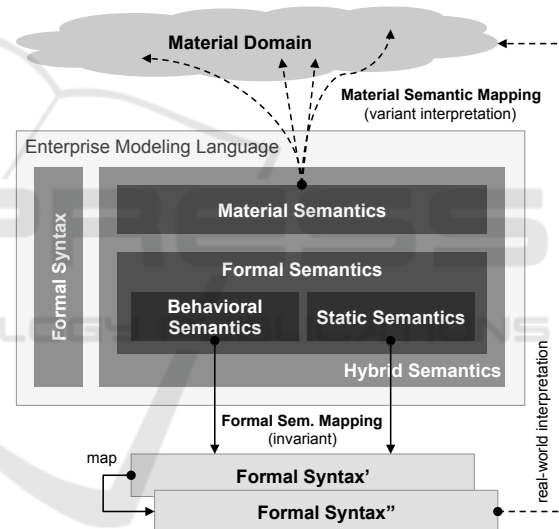 Material Domain
Material Semantic Mapping
(variant interpretation)
Enterprise Modeling Language
Formal Syntax
Material Semantics
Formal Semantics
Behavioral
Semantics
Static Semantics
Hybrid Semantics
Formal Sem. Mapping
(invariant)
real-world interpretation
map
Formal Syntax'
Formal Syntax''